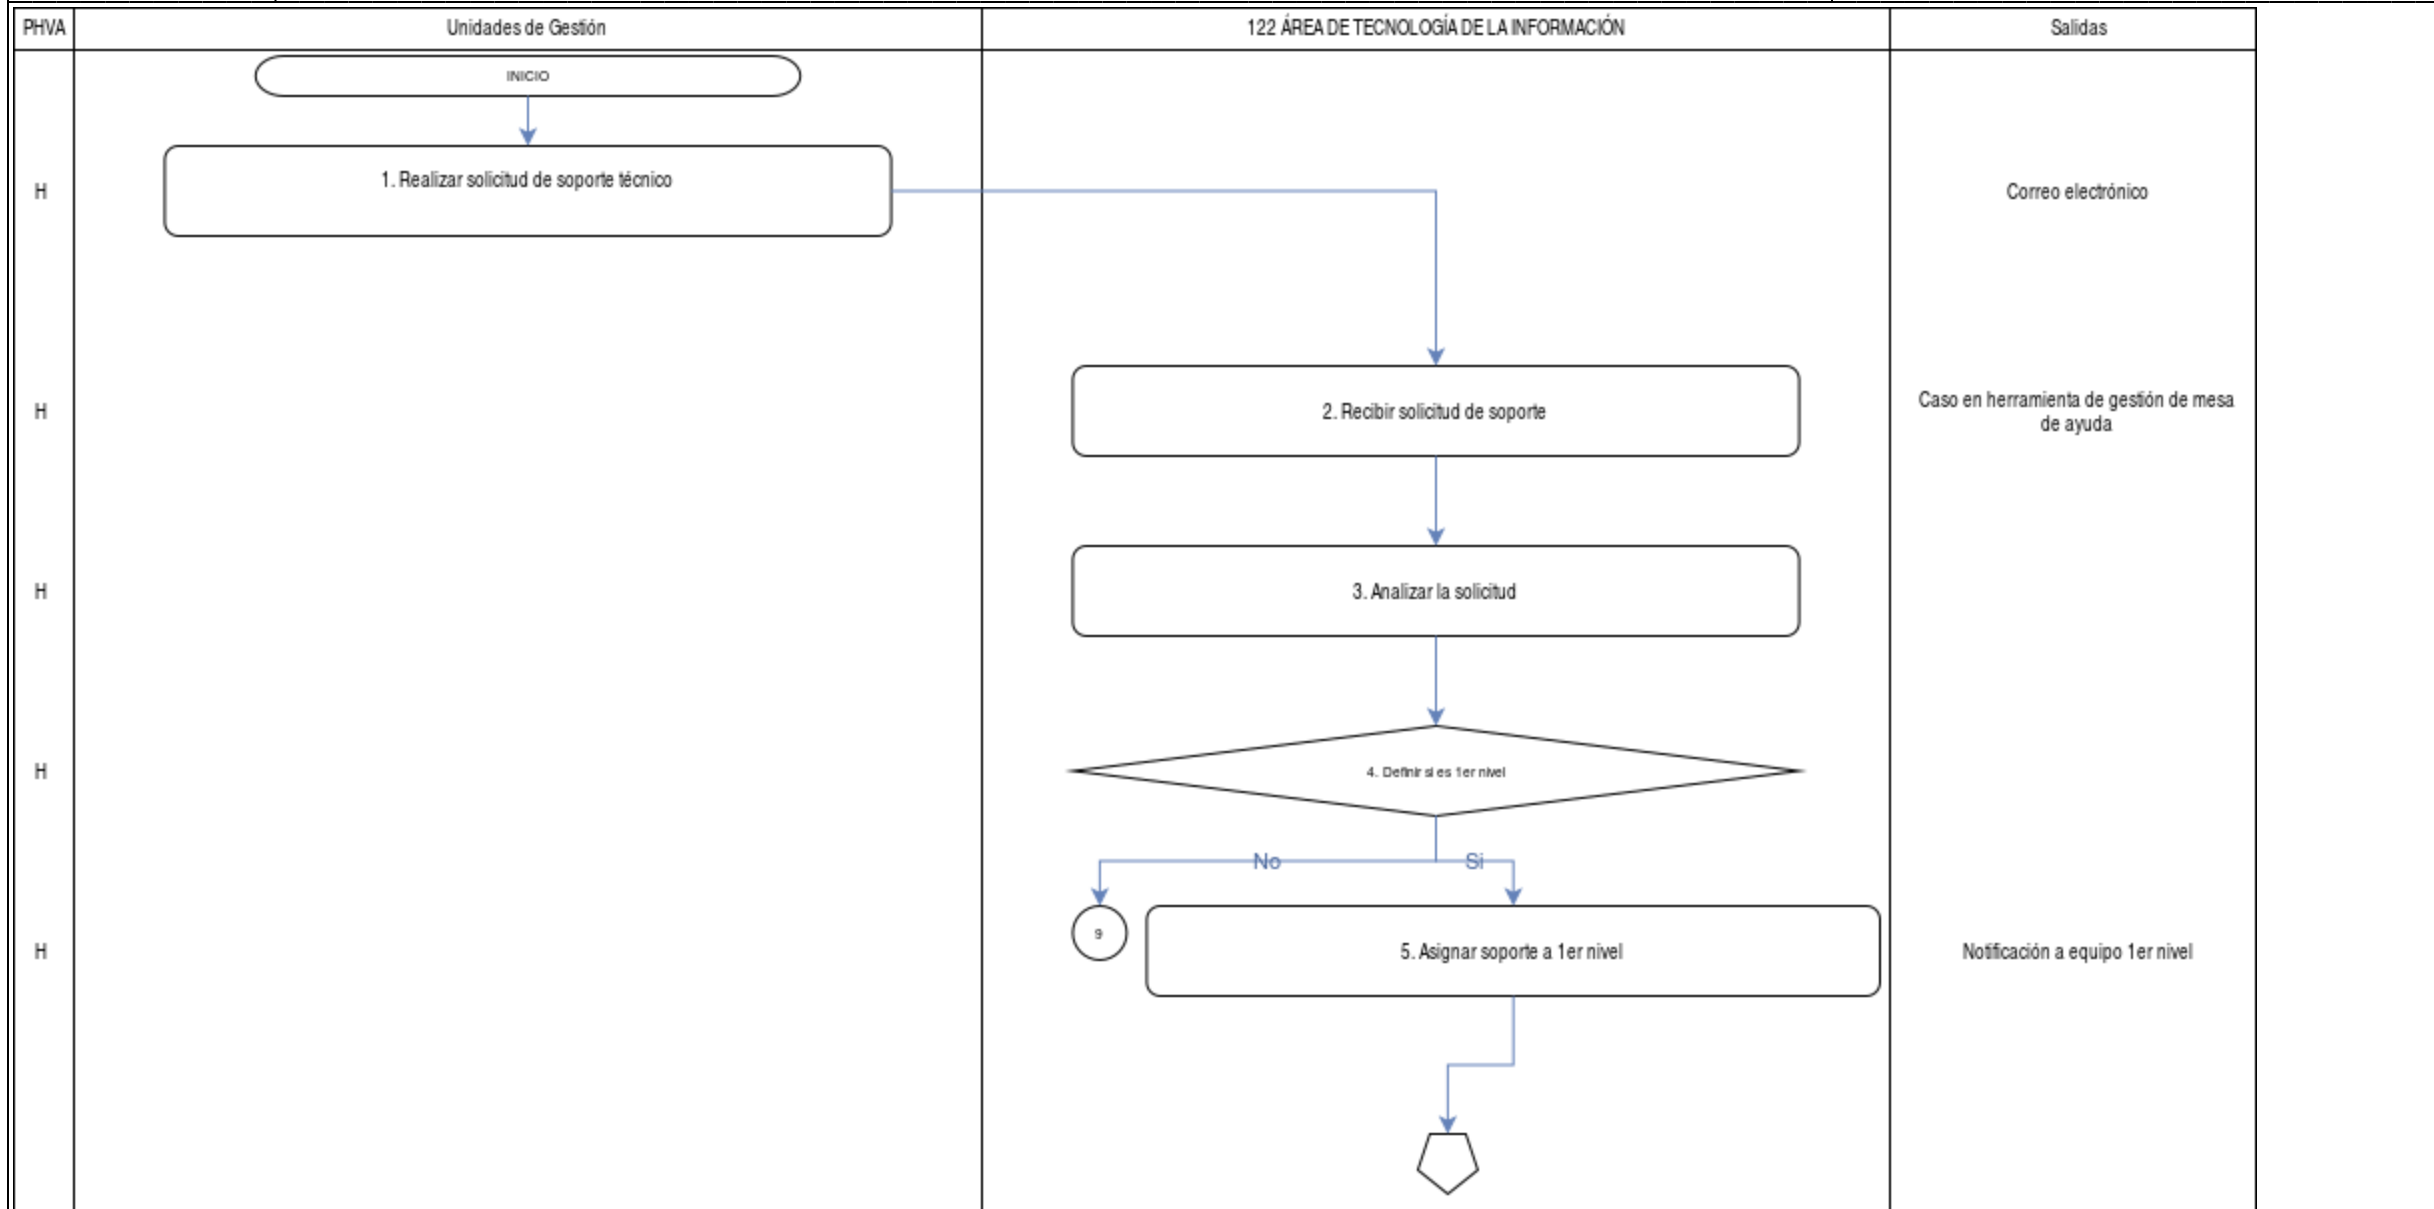 PHVA
Unidades de Gestión
122 ÁREA DE TECNOLOGÍA DE LA INFORMACIÓN
Salidas
INICIO
H
1. Realizar solicitud de soporte técnico
Correo electrónico
H
2. Recibir solicitud de soporte
Caso en herramienta de gestión de mesa
de ayuda
H
3. Analizar la solicitud
H
4. Definir si es 1er nivel
No
Si
H
9
5. Asignar soporte a 1er nivel
Notificación a equipo 1er nivel